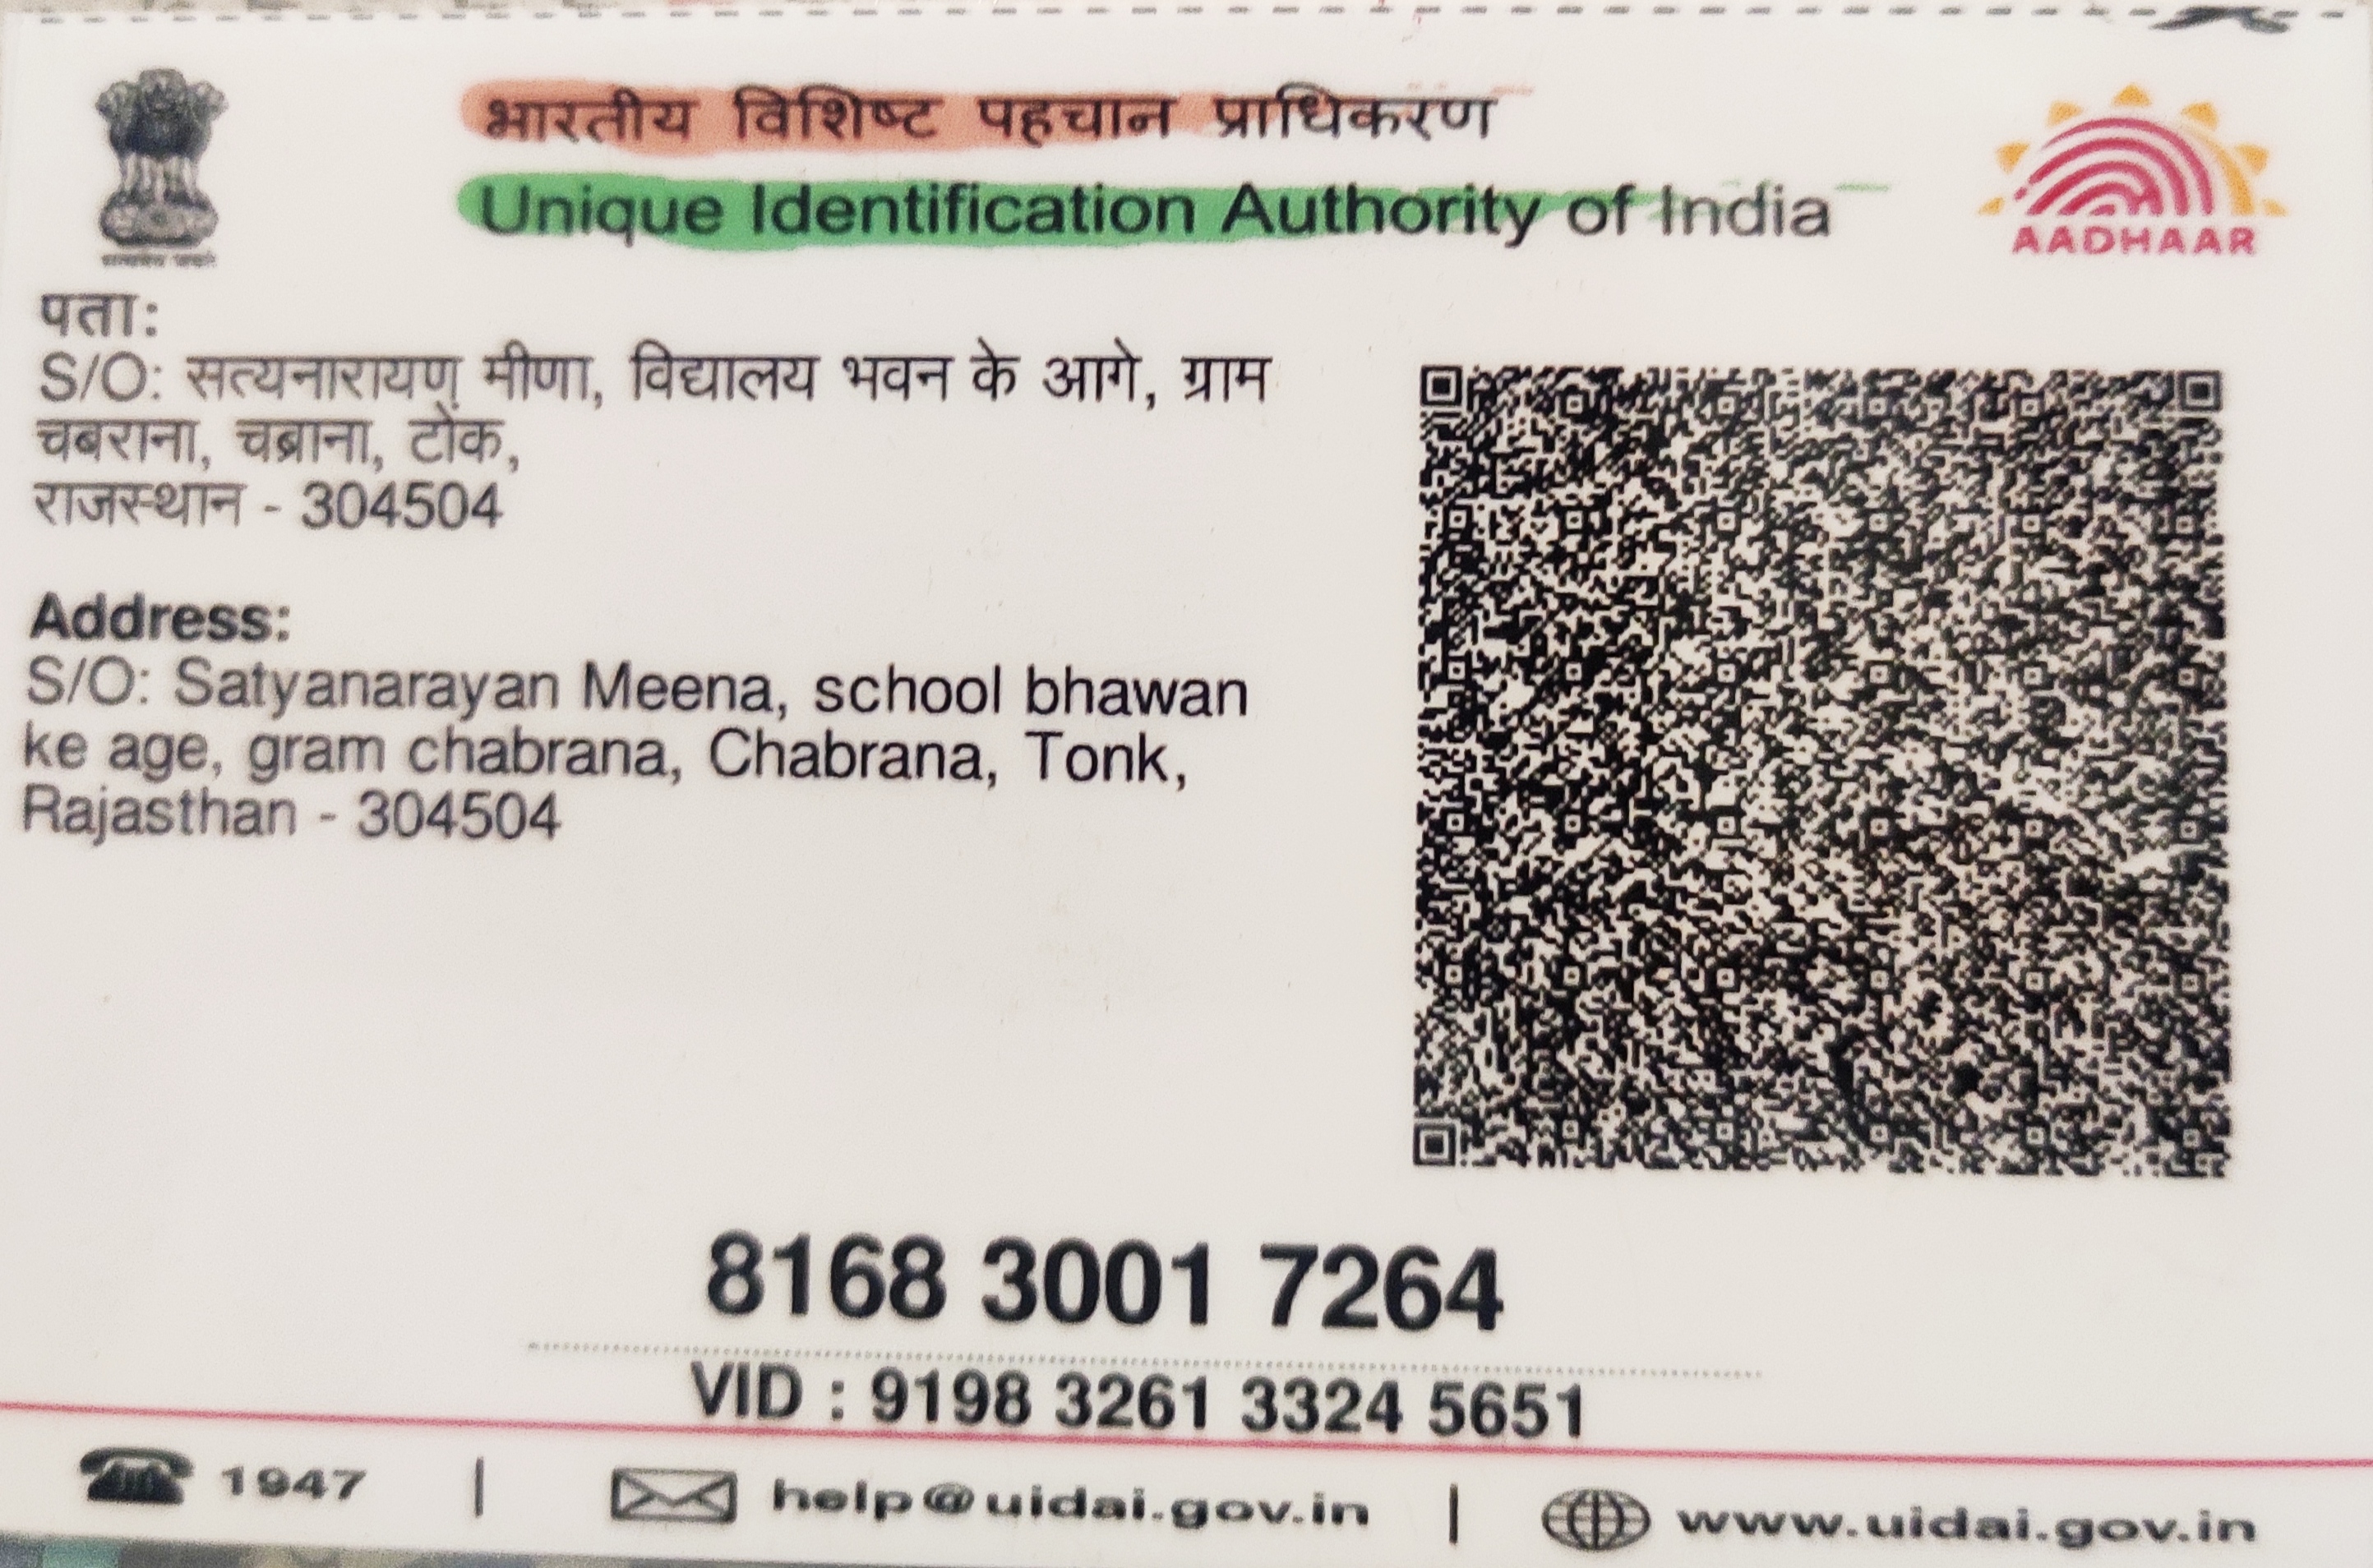 भारतीय विशिष्ट पहचान प्राधिकरण
Unique Identification Authority of India
AADHAAR
पता:
S/O: सत्यनारायण मीणा, विद्यालय भवन के आगे, ग्राम
चबराना, चब्राना, टोंक,
राजस्थान - 304504
Address:
S/O: Satyanarayan Meena, school bhawan
ke age, gram chabrana, Chabrana, Tonk,
Rajasthan - 304504
8168 3001 7264
VID : 9198 3261 3324 5651
1947 | help@uidai.gov.in | www.uidai.gov.in